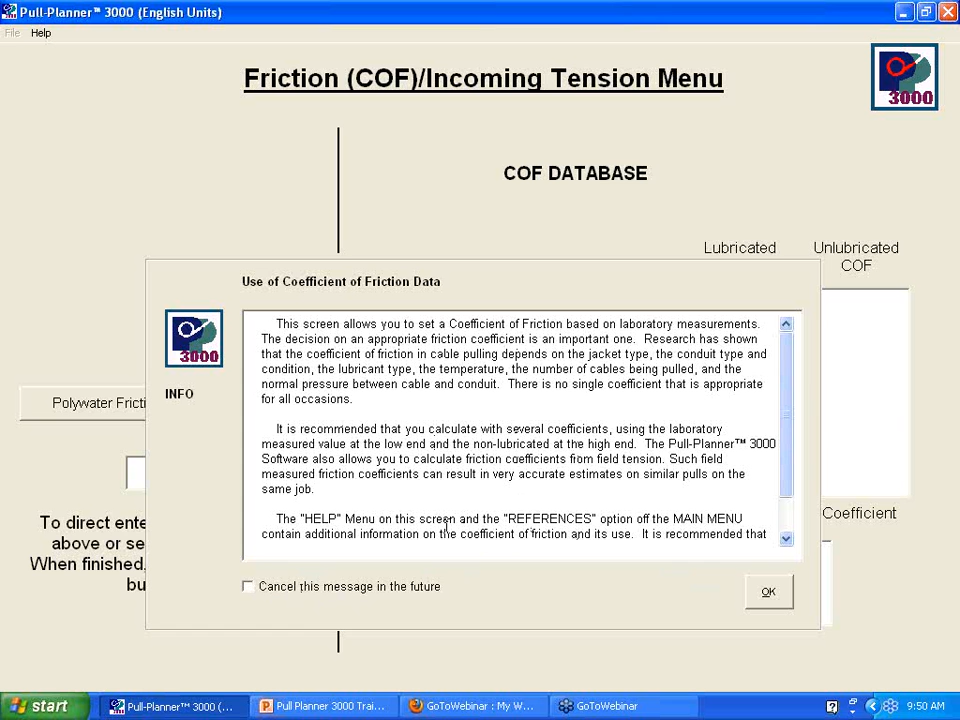 Pull-Planner™ 3000 (English Units)
File Help
Friction (COF)/Incoming Tension Menu
3000
COF DATABASE
Lubricated
Unlubricated
COF
Use of Coefficient of Friction Data
This screen allows you to set a Coefficient of Friction based on laboratory measurements.
The decision on an appropriate friction coefficient is an important one. Research has shown
that the coefficient of friction in cable pulling depends on the jacket type, the conduit type and
condition, the lubricant type, the temperature, the number of cables being pulled, and the
normal pressure between cable and conduit. There is no single coefficient that is appropriate
for all occasions.
It is recommended that you calculate with several coefficients, using the laboratory
measured value at the low end and the non-lubricated at the high end. The Pull-Planner™ 3000
Software also allows you to calculate friction coefficients from field tension. Such field
measured friction coefficients can result in very accurate estimates on similar pulls on the
same job.
The "HELP" Menu on this screen and the "REFERENCES" option off the MAIN MENU
contain additional information on the coefficient of friction and its use. It is recommended that
3000
INFO
Polywater Fricti
To direct ente
above or se
When finished,
bu
Coefficient
Cancel this message in the future
OK
start
Pull-Planner™ 3000 (...
Pull Planner 3000 Trai...
GoToWebinar : My W...
GoToWebinar
9:50 AM